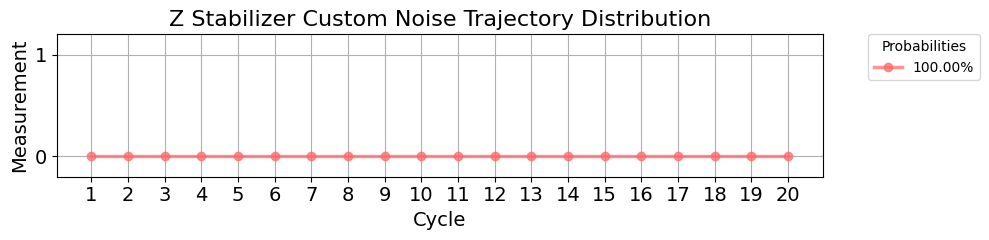 Z Stabilizer Custom Noise Trajectory Distribution
Measurement
1
0
1 2 3 4 5 6 7 8 9 10 11 12 13 14 15 16 17 18 19 20
Cycle
Probabilities
100.00%